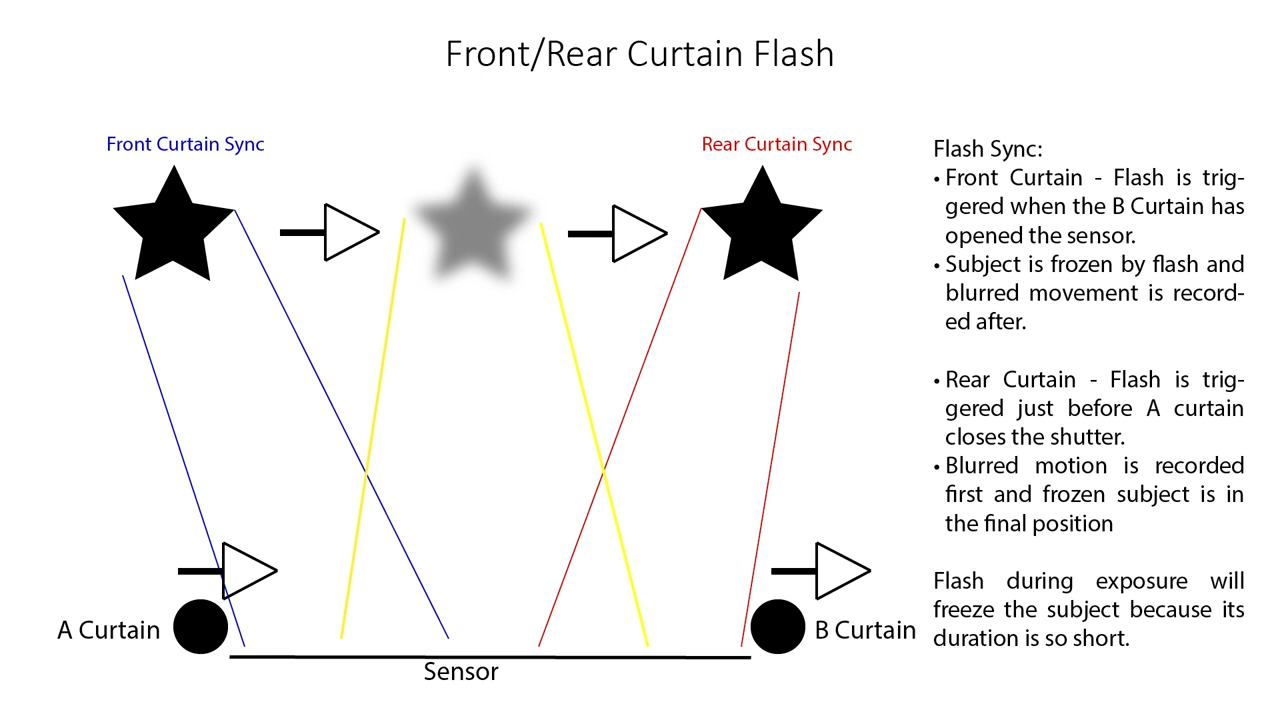 Front/Rear Curtain Flash
Front Curtain Sync
Rear Curtain Sync
Flash Sync:
• Front Curtain - Flash is trig-
gered when the B Curtain has
opened the sensor.
• Subject is frozen by flash and
blurred movement is record-
ed after.
• Rear Curtain - Flash is trig-
gered just before A curtain
closes the shutter.
• Blurred motion is recorded
first and frozen subject is in
the final position
Flash during exposure will
freeze the subject because its
duration is so short.
A Curtain
B Curtain
Sensor